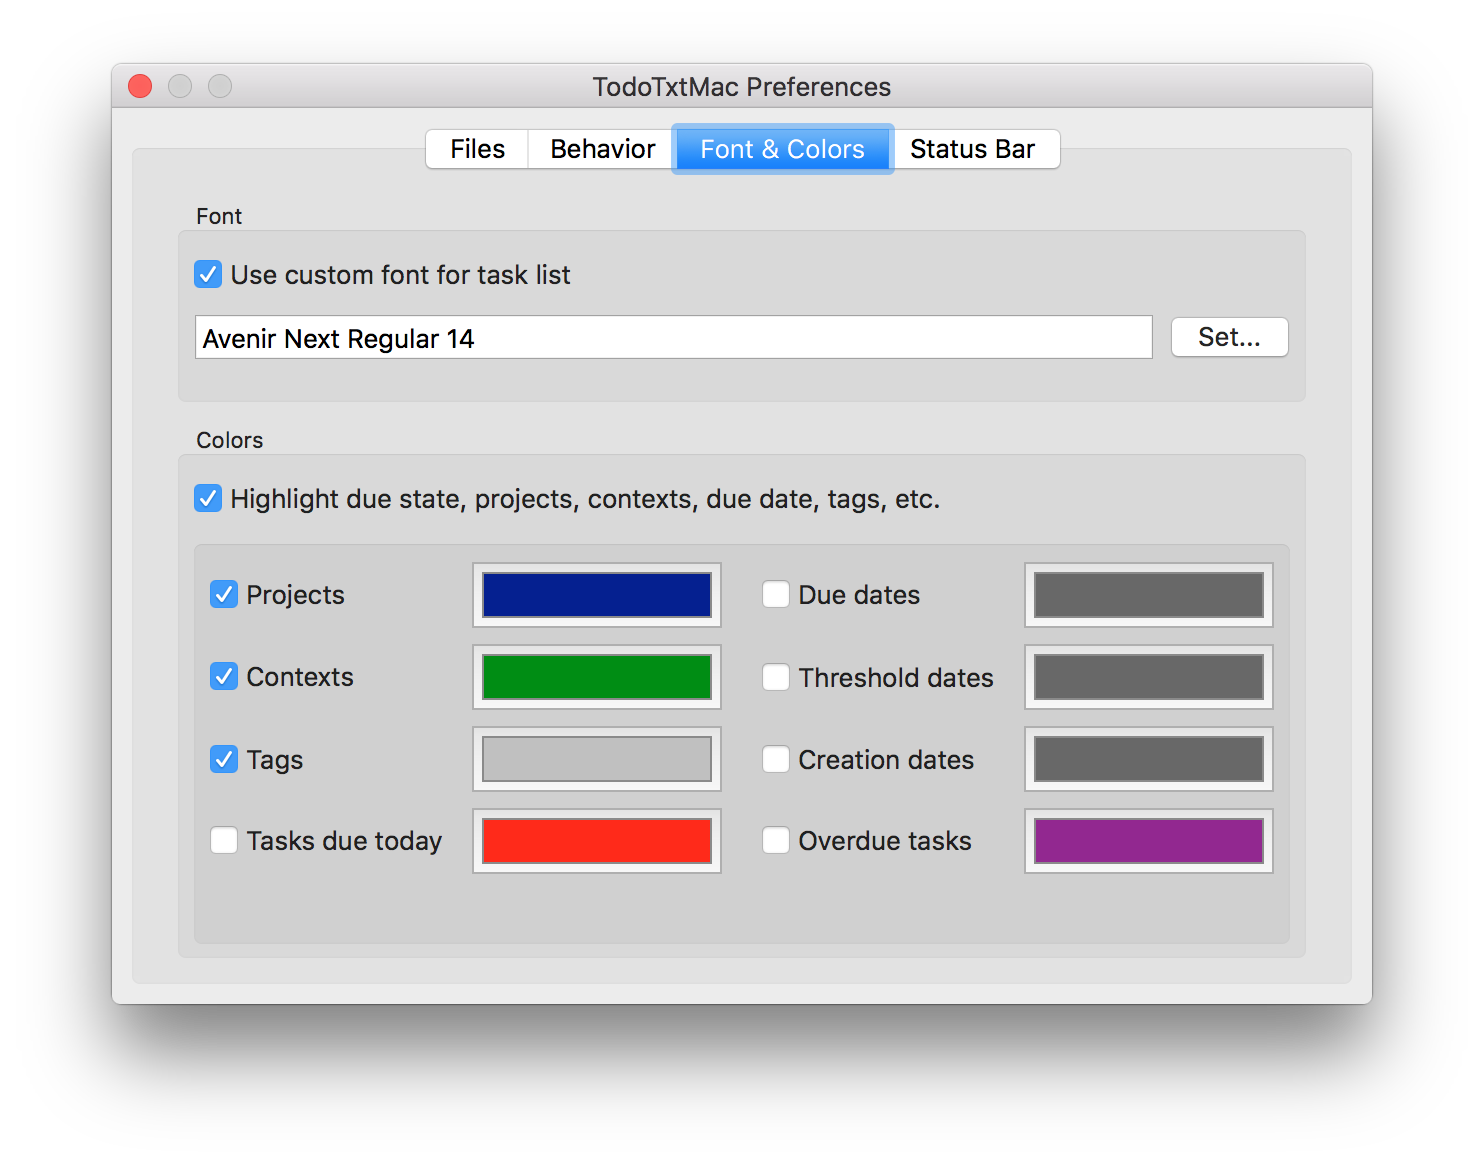 TodoTxtMac Preferences
Files Behavior Font & Colors Status Bar
Font
Use custom font for task list
Avenir Next Regular 14 Set...
Colors
Highlight due state, projects, contexts, due date, tags, etc.
Projects Due dates
Contexts Threshold dates
Tags Creation dates
Tasks due today Overdue tasks